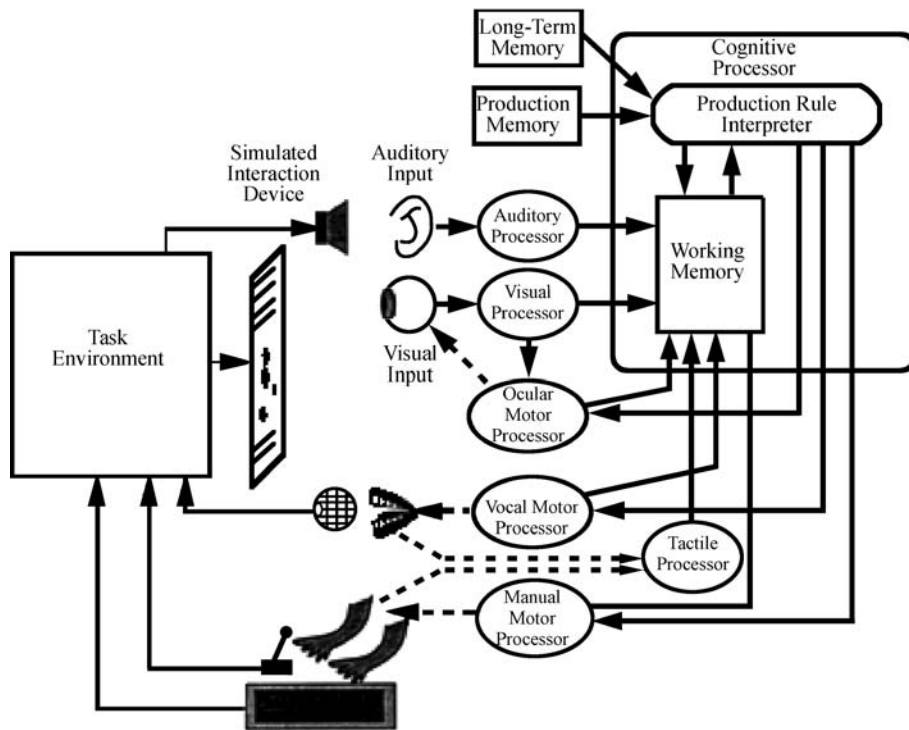 Long-Term
Memory
Cognitive
Processor
Production
Memory
Production Rule
Interpreter
Simulated
Interaction
Device
Auditory
Input
Auditory
Processor
Working
Memory
Visual
Processor
Task
Environment
Visual
Input
Ocular
Motor
Processor
Vocal Motor
Processor
Tactile
Processor
Manual
Motor
Processor